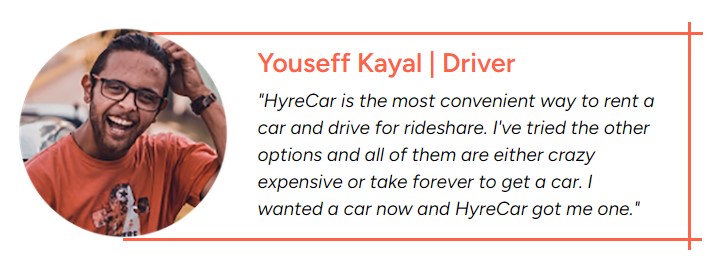 Youseff Kayal | Driver
"HyreCar is the most convenient way to rent a
car and drive for rideshare. I've tried the other
options and all of them are either crazy
expensive or take forever to get a car. I
wanted a car now and HyreCar got me one."